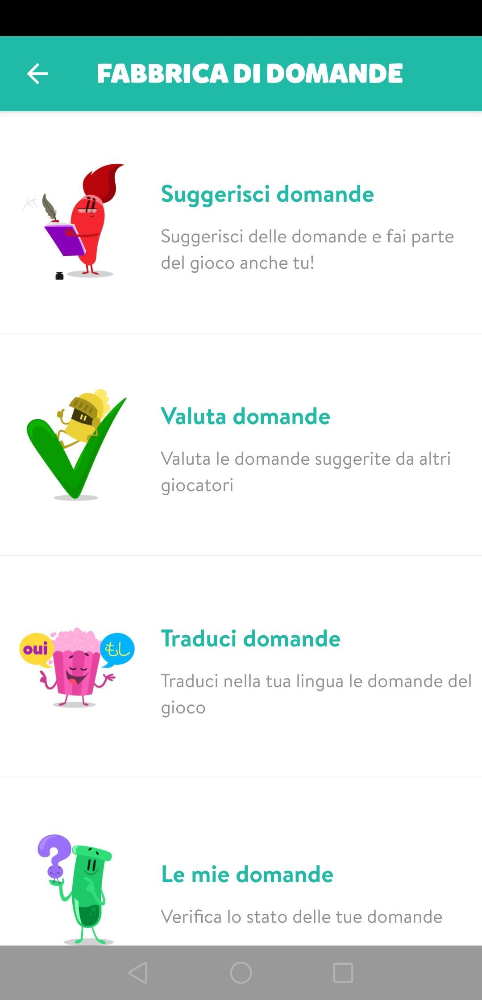 FABBRICA DI DOMANDE
Suggerisci domande
Suggerisci delle domande e fai parte
del gioco anche tu!
Valuta domande
Valuta le domande suggerite da altri
giocatori
oui
もし
Traduci domande
Traduci nella tua lingua le domande del
gioco
Le mie domande
Verifica lo stato delle tue domande